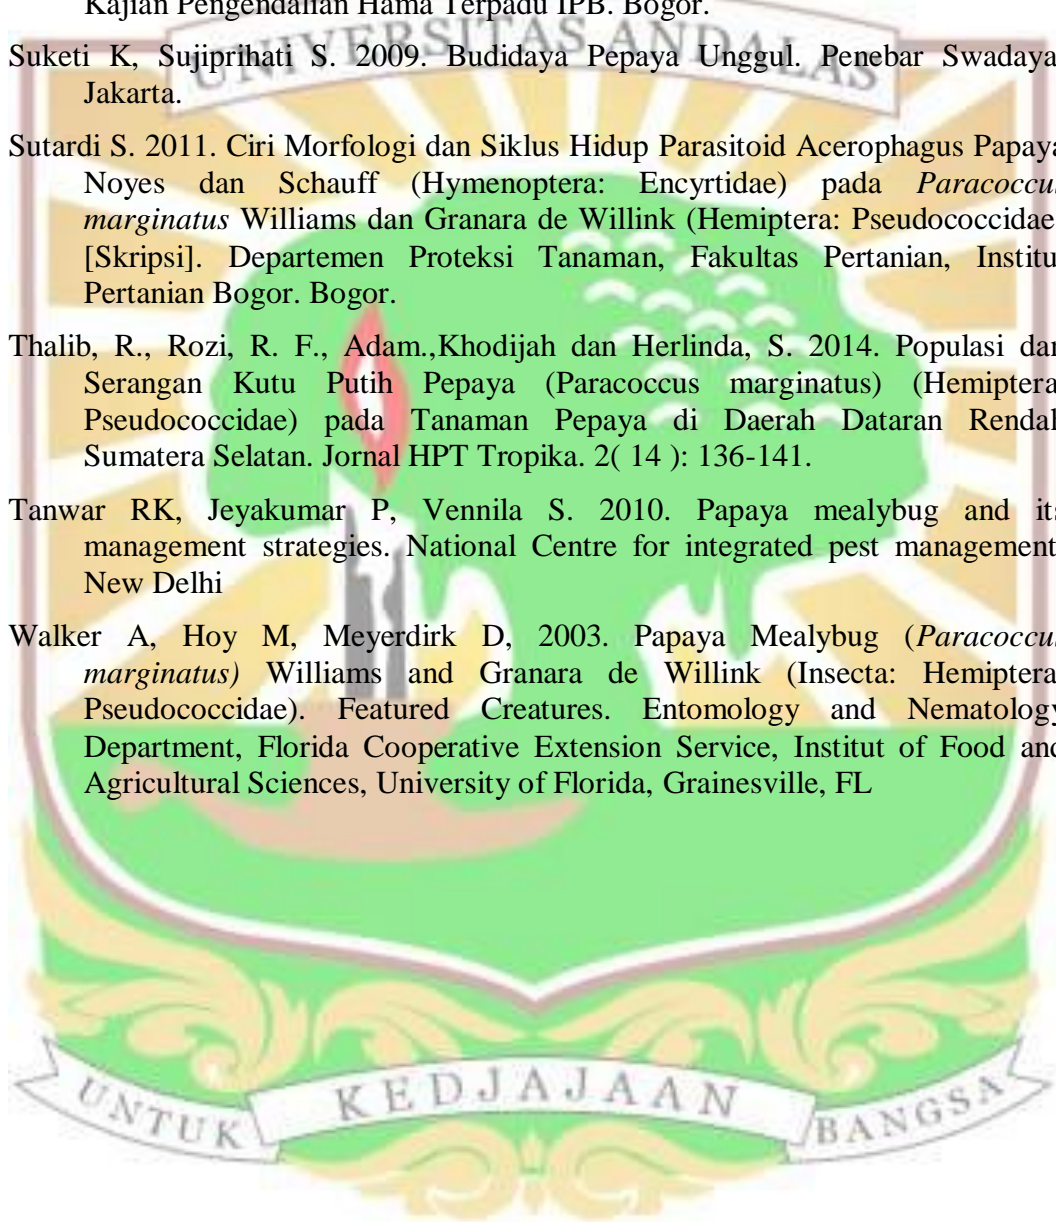 Kajian Pengendalian Hama Terpadu IPB. Bogor.
UNIVERSITAS ANDALAS
Suketi K, Sujiprihati S. 2009. Budidaya Pepaya Unggul. Penebar Swadaya
Jakarta.
Sutardi S. 2011. Ciri Morfologi dan Siklus Hidup Parasitoid Acerophagus Papaya
Noyes dan Schauff (Hymenoptera: Encyrtidae) pada Paracoccus
marginatus Williams dan Granara de Willink (Hemiptera: Pseudococcidae
[Skripsi]. Departemen Proteksi Tanaman, Fakultas Pertanian, Institu
Pertanian Bogor. Bogor.
Thalib, R., Rozi, R. F., Adam.,Khodijah dan Herlinda, S. 2014. Populasi dan
Serangan Kutu Putih Pepaya (Paracoccus marginatus) (Hemiptera
Pseudococcidae) pada Tanaman Pepaya di Daerah Dataran Rendah
Sumatera Selatan. Jornal HPT Tropika. 2( 14 ): 136-141.
Tanwar RK, Jeyakumar P, Vennila S. 2010. Papaya mealybug and its
management strategies. National Centre for integrated pest management
New Delhi
Walker A, Hoy M, Meyerdirk D, 2003. Papaya Mealybug (Paracoccus
marginatus) Williams and Granara de Willink (Insecta: Hemiptera
Pseudococcidae). Featured Creatures. Entomology and Nematology
Department, Florida Cooperative Extension Service, Institut of Food and
Agricultural Sciences, University of Florida, Grainesville, FL
UNTUK KEDJAJAAN BANGSA